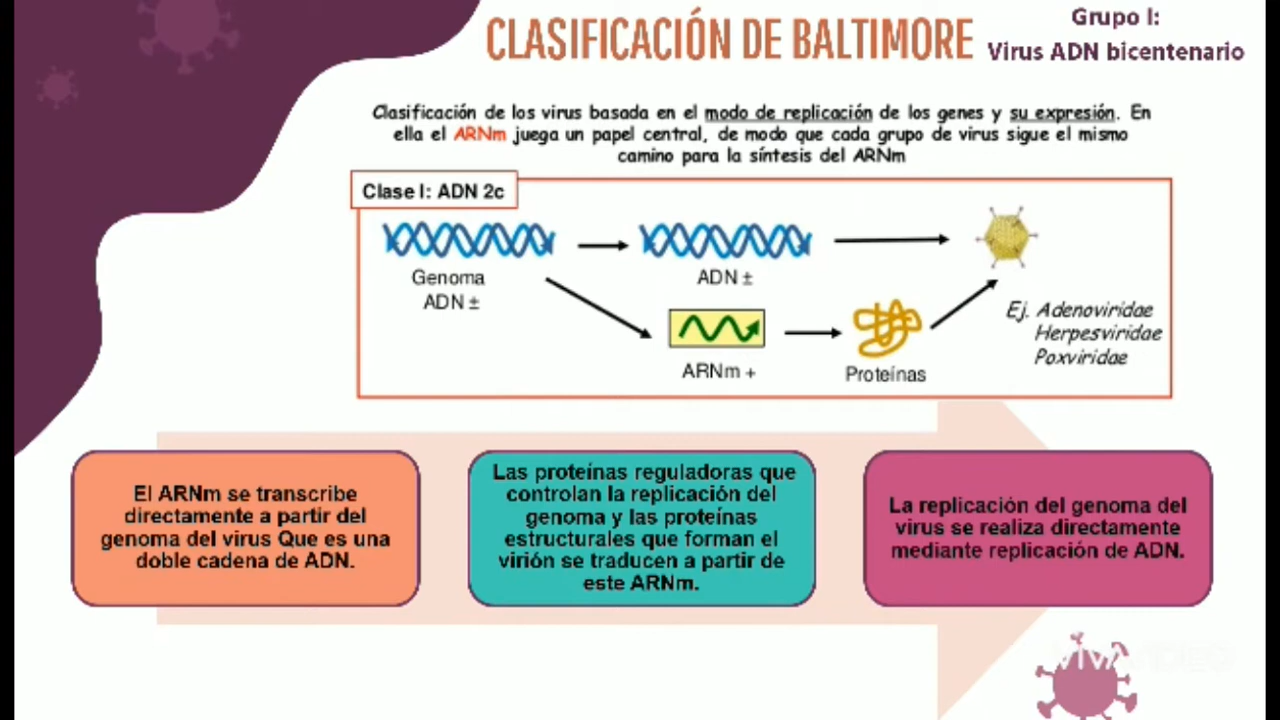 CLASIFICACIÓN DE BALTIMORE
Grupo I:
Virus ADN bicentenario
Clasificación de los virus basada en el modo de replicación de los genes y su expresión. En
ella el ARNm juega un papel central, de modo que cada grupo de virus sigue el mismo
camino para la síntesis del ARNm
Clase I: ADN 2c
Genoma
ADN ±
ADN ±
ARNm +
Proteínas
Ej. Adenoviridae
Herpesviridae
Poxviridae
El ARNm se transcribe
directamente a partir del
genoma del virus Que es una
doble cadena de ADN.
Las proteínas reguladoras que
controlan la replicación del
genoma y las proteínas
estructurales que forman el
virión se traducen a partir de
este ARNm.
La replicación del genoma del
virus se realiza directamente
mediante replicación de ADN.
VIVAVIDEO